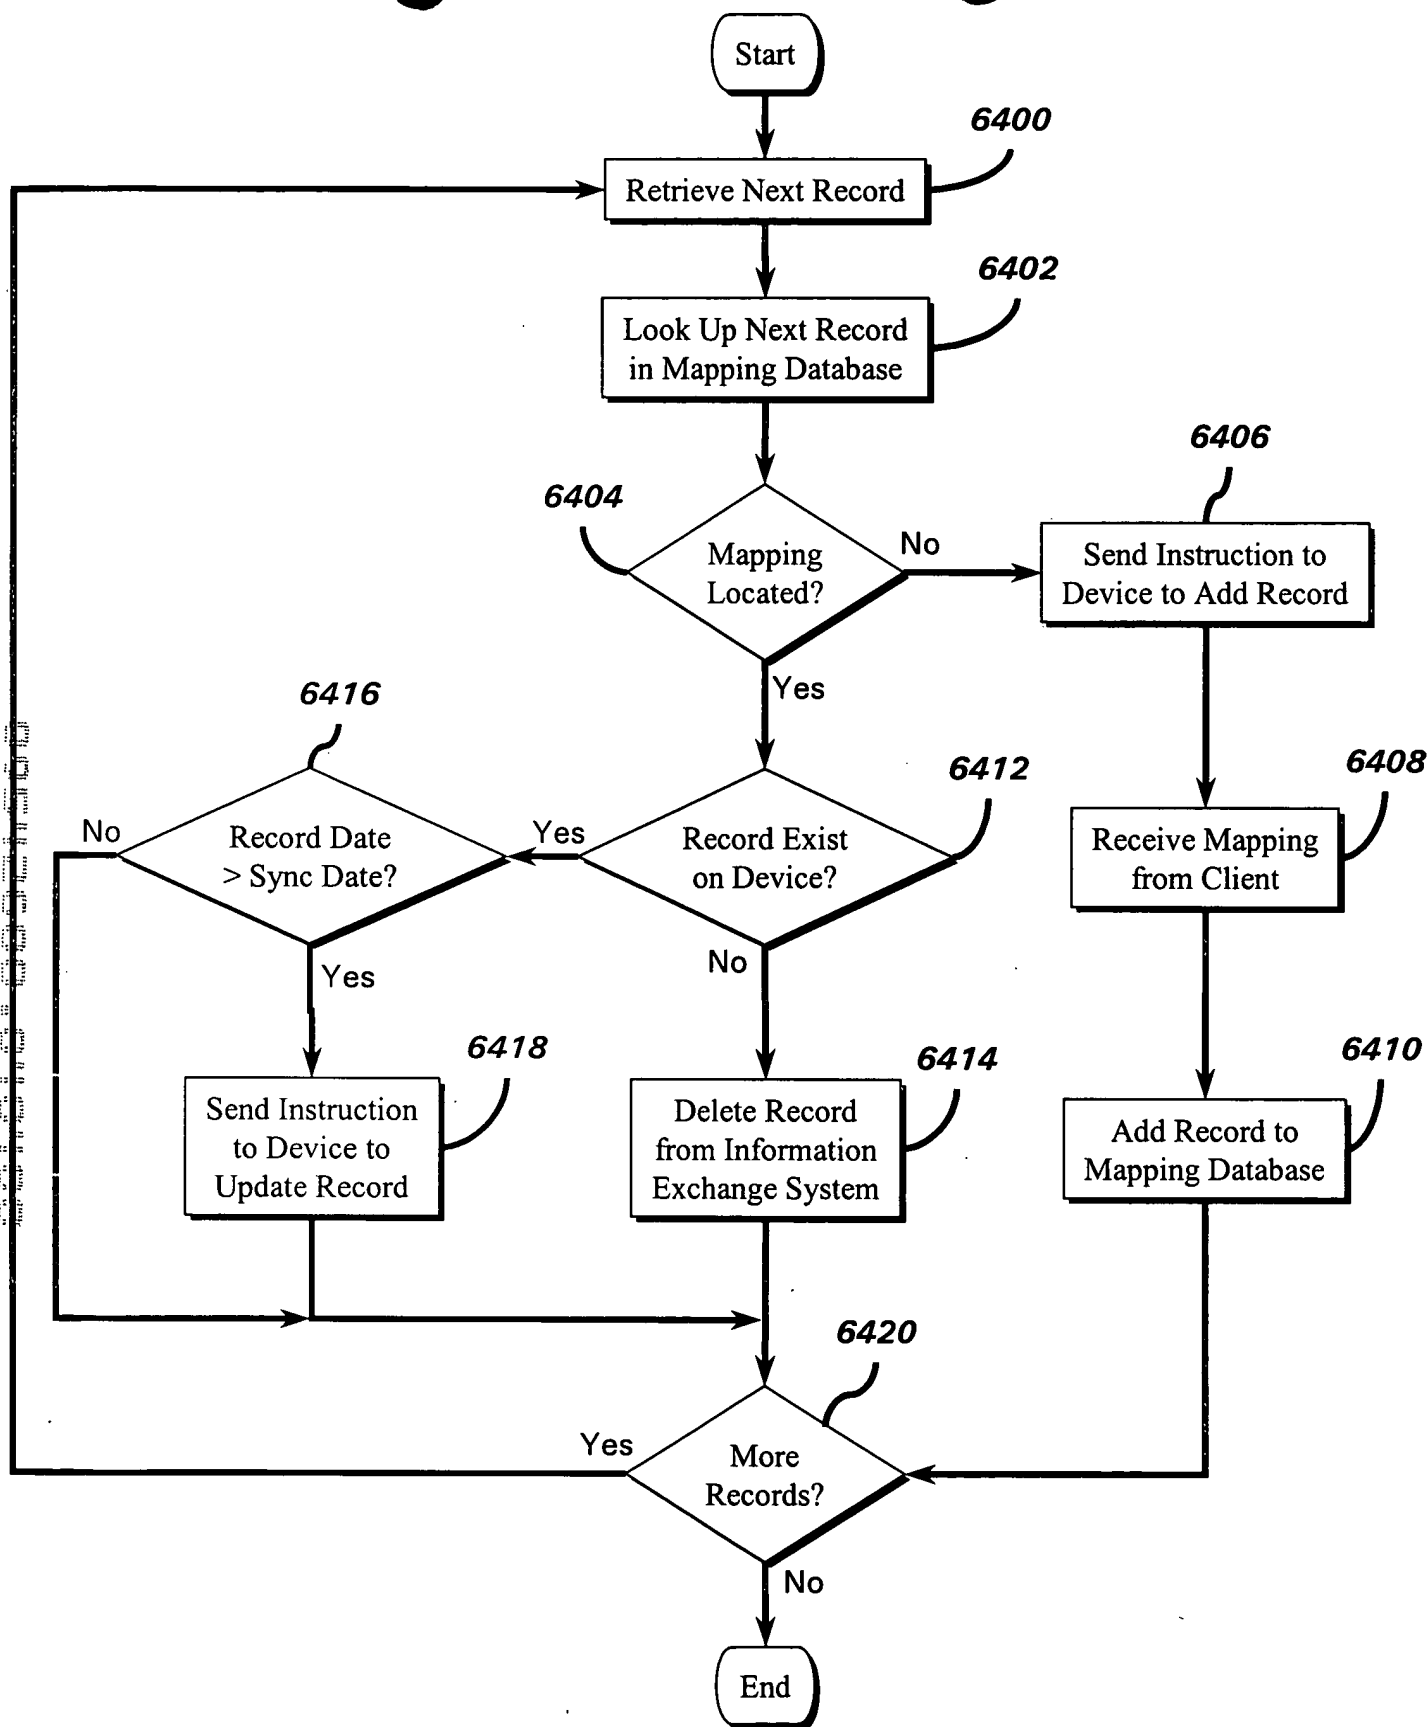 Start
6400
Retrieve Next Record
6402
Look Up Next Record
in Mapping Database
6404
Mapping
Located?
No
Yes
6406
Send Instruction to
Device to Add Record
6416
Record Date
> Sync Date?
No
Yes
Yes
6412
Record Exist
on Device?
No
6408
Receive Mapping
from Client
6418
Send Instruction
to Device to
Update Record
6414
Delete Record
from Information
Exchange System
6410
Add Record to
Mapping Database
6420
More
Records?
Yes
No
End